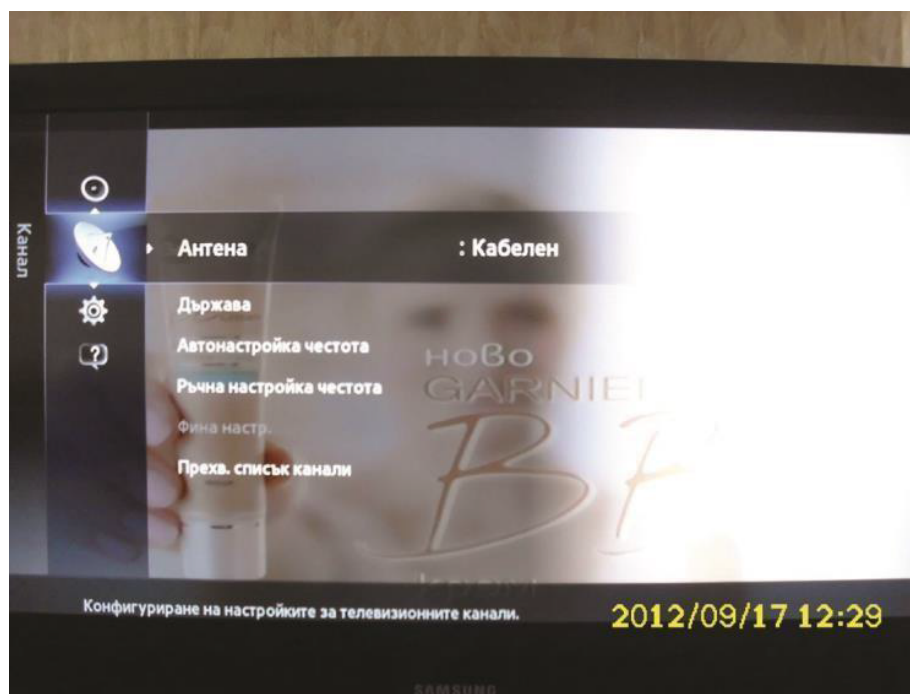 Канал
Антена : Кабелен
Държава
Автонастройка честота
Ръчна настройка честота
Фина настр.
Прехв. списък канали
ново
GARNIE
BB
Конфигуриране на настройките за телевизионните канали.
2012/09/17 12:29
SAMSUNG